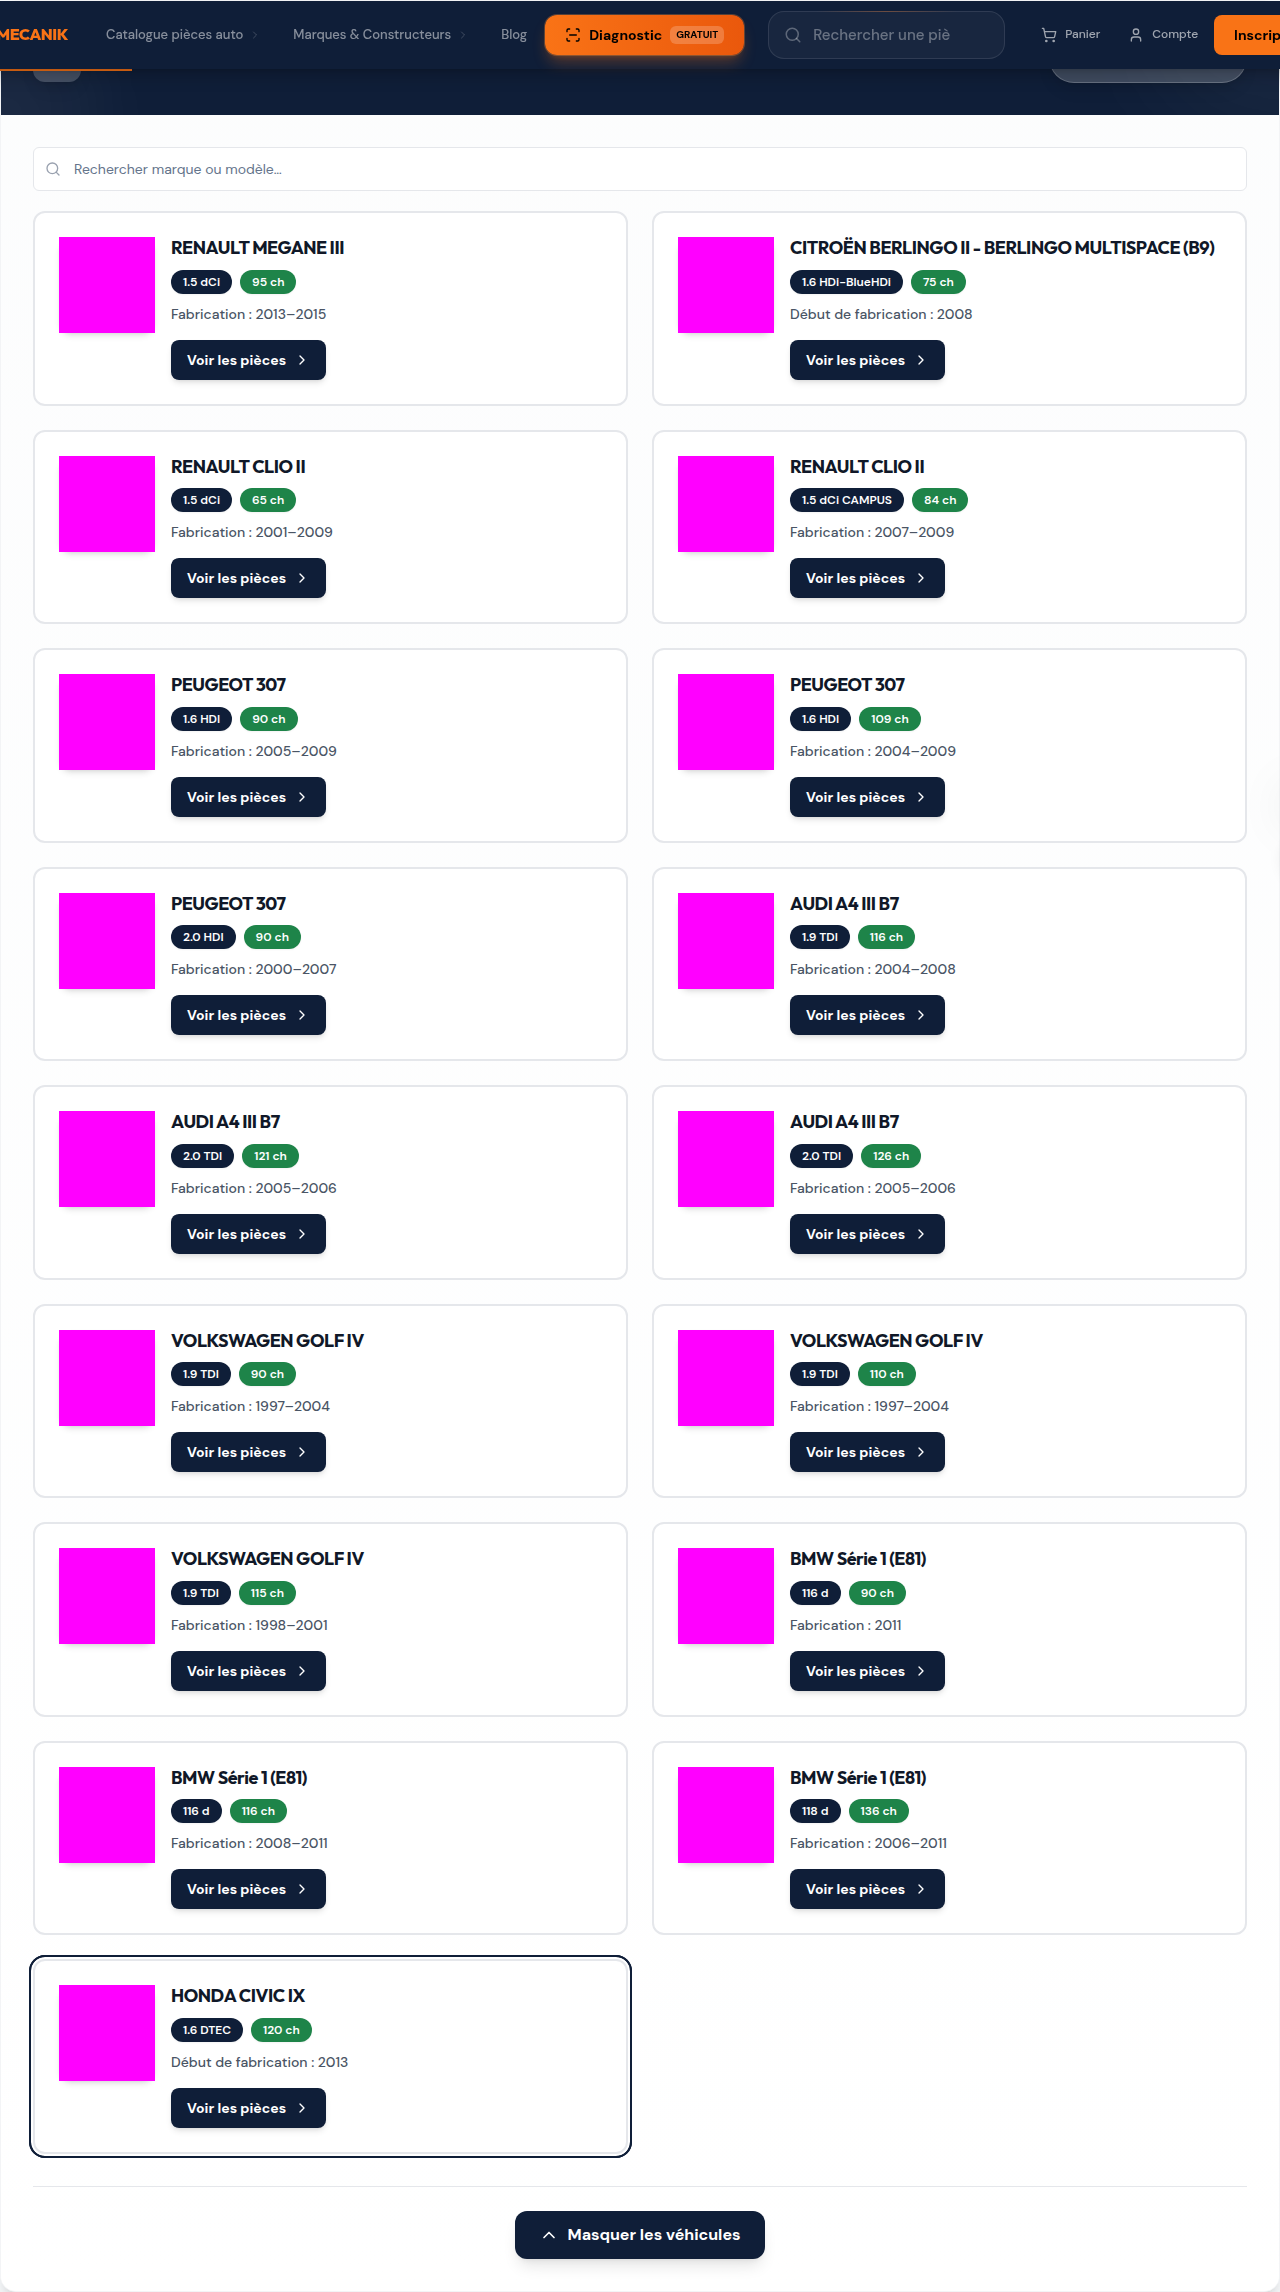 MECANIK
Catalogue pièces auto
Marques & Constructeurs
Blog
Diagnostic GRATUIT
Rechercher une piè
Panier
Compte
Inscrip
Rechercher marque ou modèle...
RENAULT MEGANE III
1.5 dCi 95 ch
Fabrication : 2013–2015
Voir les pièces
CITROËN BERLINGO II - BERLINGO MULTISPACE (B9)
1.6 HDi-BlueHDi 75 ch
Début de fabrication : 2008
Voir les pièces
RENAULT CLIO II
1.5 dCi 65 ch
Fabrication : 2001–2009
Voir les pièces
RENAULT CLIO II
1.5 dCi CAMPUS 84 ch
Fabrication : 2007–2009
Voir les pièces
PEUGEOT 307
1.6 HDI 90 ch
Fabrication : 2005–2009
Voir les pièces
PEUGEOT 307
1.6 HDI 109 ch
Fabrication : 2004–2009
Voir les pièces
PEUGEOT 307
2.0 HDI 90 ch
Fabrication : 2000–2007
Voir les pièces
AUDI A4 III B7
1.9 TDI 116 ch
Fabrication : 2004–2008
Voir les pièces
AUDI A4 III B7
2.0 TDI 121 ch
Fabrication : 2005–2006
Voir les pièces
AUDI A4 III B7
2.0 TDI 126 ch
Fabrication : 2005–2006
Voir les pièces
VOLKSWAGEN GOLF IV
1.9 TDI 90 ch
Fabrication : 1997–2004
Voir les pièces
VOLKSWAGEN GOLF IV
1.9 TDI 110 ch
Fabrication : 1997–2004
Voir les pièces
VOLKSWAGEN GOLF IV
1.9 TDI 115 ch
Fabrication : 1998–2001
Voir les pièces
BMW Série 1 (E81)
116 d 90 ch
Fabrication : 2011
Voir les pièces
BMW Série 1 (E81)
116 d 116 ch
Fabrication : 2008–2011
Voir les pièces
BMW Série 1 (E81)
118 d 136 ch
Fabrication : 2006–2011
Voir les pièces
HONDA CIVIC IX
1.6 DTEC 120 ch
Début de fabrication : 2013
Voir les pièces
Masquer les véhicules